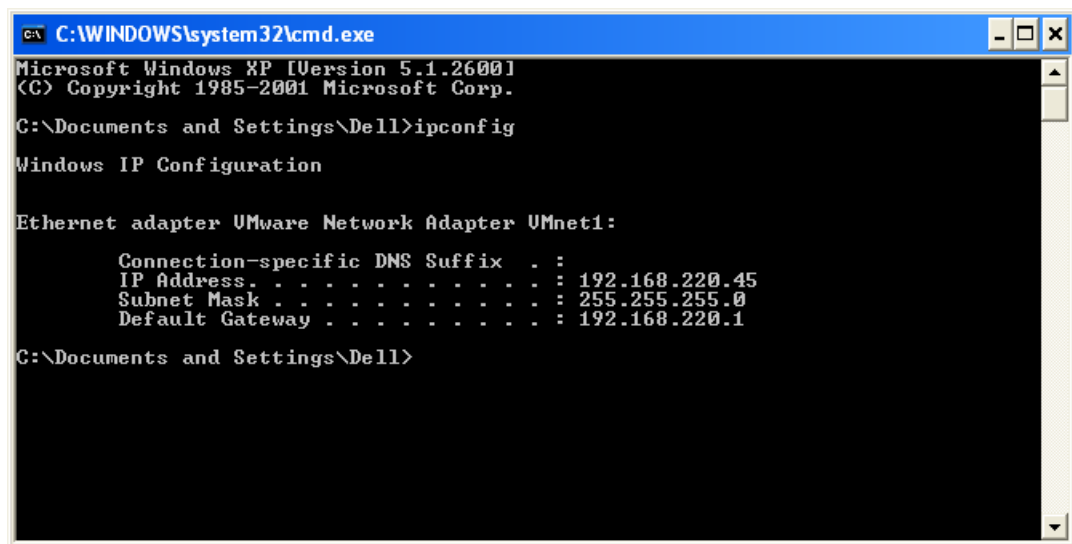 C:\WINDOWS\system32\cmd.exe
Microsoft Windows XP [Version 5.1.2600]
(C) Copyright 1985-2001 Microsoft Corp.
C:\Documents and Settings\Dell>ipconfig
Windows IP Configuration
Ethernet adapter VMware Network Adapter VMnet1:
Connection-specific DNS Suffix  . :
IP Address. . . . . . . . . . . . : 192.168.220.45
Subnet Mask . . . . . . . . . . . : 255.255.255.0
Default Gateway . . . . . . . . . : 192.168.220.1
C:\Documents and Settings\Dell>